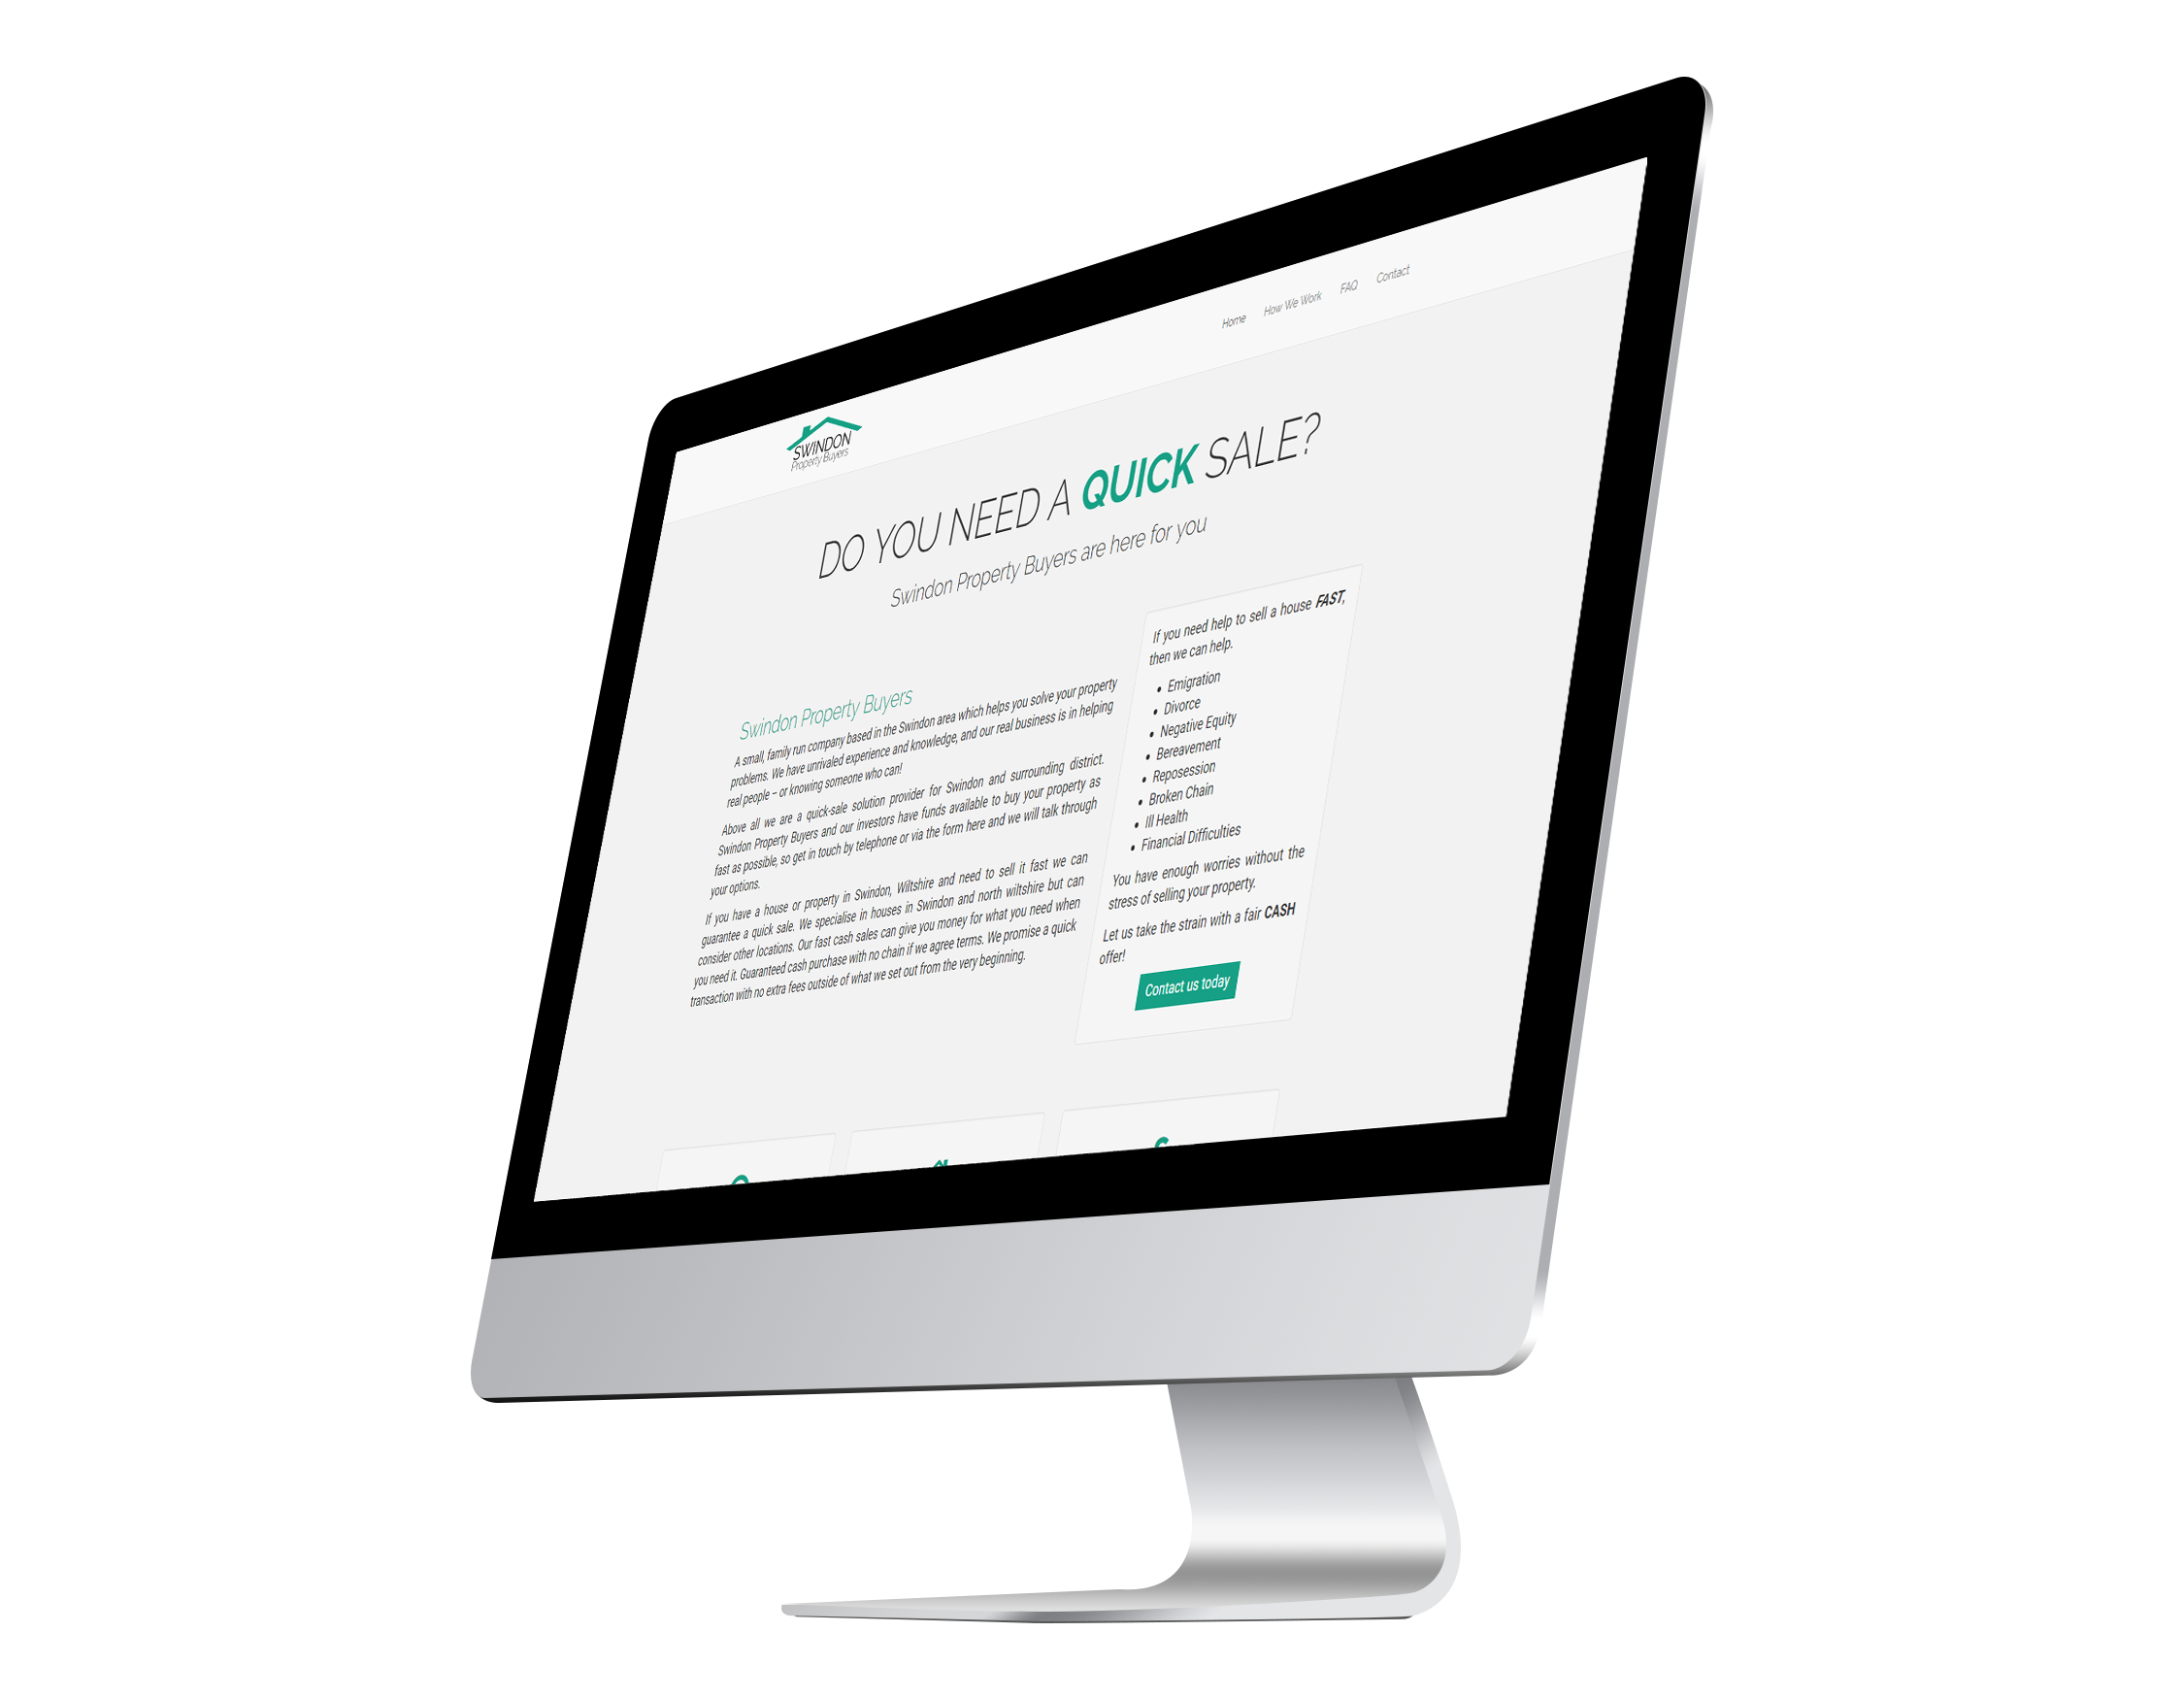 Home How We Work FAQ Contact
SWINDON
Property Buyers
DO YOU NEED A QUICK SALE?
Swindon Property Buyers are here for you
Swindon Property Buyers
A small, family run company based in the Swindon area which helps you solve your property
problems. We have unrivaled experience and knowledge, and our real business is in helping
real people – or knowing someone who can!
Above all we are a quick-sale solution provider for Swindon and surrounding district.
Swindon Property Buyers and our investors have funds available to buy your property as
fast as possible, so get in touch by telephone or via the form here and we will talk through
your options.
If you have a house or property in Swindon, Wiltshire and need to sell it fast we can
guarantee a quick sale. We specialise in houses in Swindon and north wiltshire but can
consider other locations. Our fast cash sales can give you money for what you need when
you need it. Guaranteed cash purchase with no chain if we agree terms. We promise a quick
transaction with no extra fees outside of what we set out from the very beginning.
If you need help to sell a house FAST,
then we can help.
• Emigration
• Divorce
• Negative Equity
• Bereavement
• Reposession
• Broken Chain
• Ill Health
• Financial Difficulties
You have enough worries without the
stress of selling your property.
Let us take the strain with a fair CASH
offer!
Contact us today